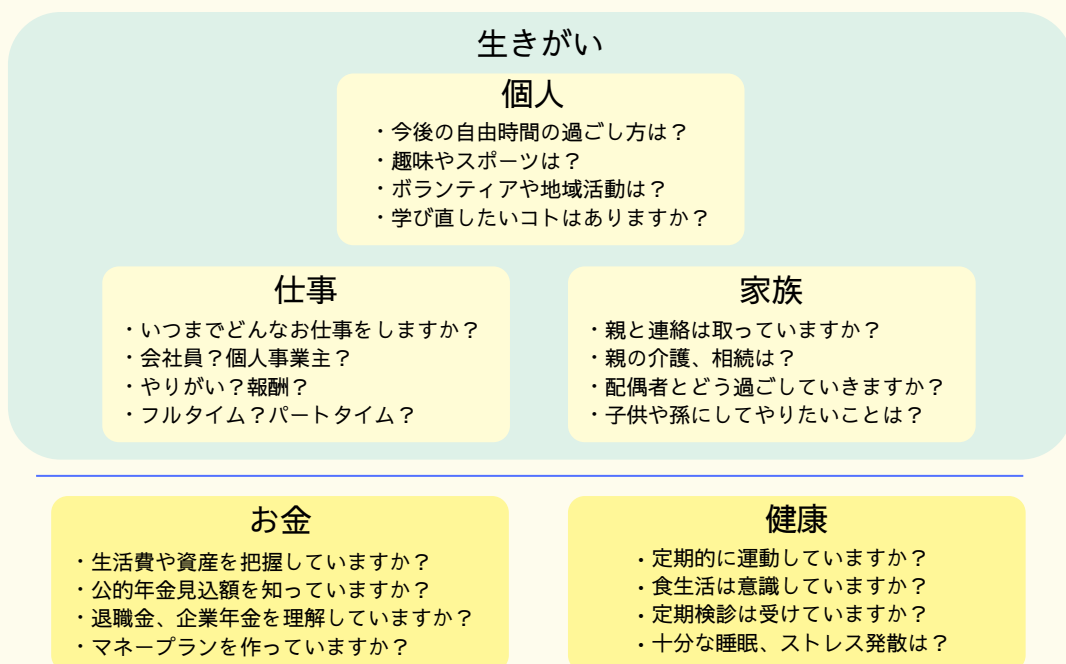 生きがい
個人
・今後の自由時間の過ごし方は？
・趣味やスポーツは？
・ボランティアや地域活動は？
・学び直したいコトはありますか？
仕事
・いつまでどんなお仕事をしますか？
・会社員？個人事業主？
・やりがい？報酬？
・フルタイム？パートタイム？
家族
・親と連絡は取っていますか？
・親の介護、相続は？
・配偶者とどう過ごしていきますか？
・子供や孫にしてやりたいことは？
お金
・生活費や資産を把握していますか？
・公的年金見込額を知っていますか？
・退職金、企業年金を理解していますか？
・マネープランを作っていますか？
健康
・定期的に運動していますか？
・食生活は意識していますか？
・定期検診は受けていますか？
・十分な睡眠、ストレス発散は？